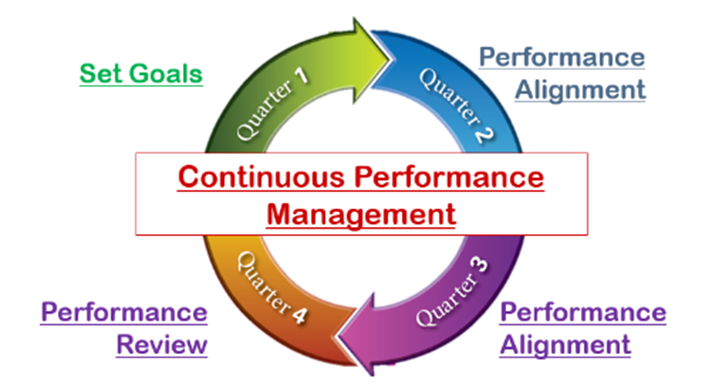 Set Goals
Quarter 1
Performance
Alignment
Quarter 2
Continuous Performance
Management
Quarter 3
Performance
Alignment
Quarter 4
Performance
Review